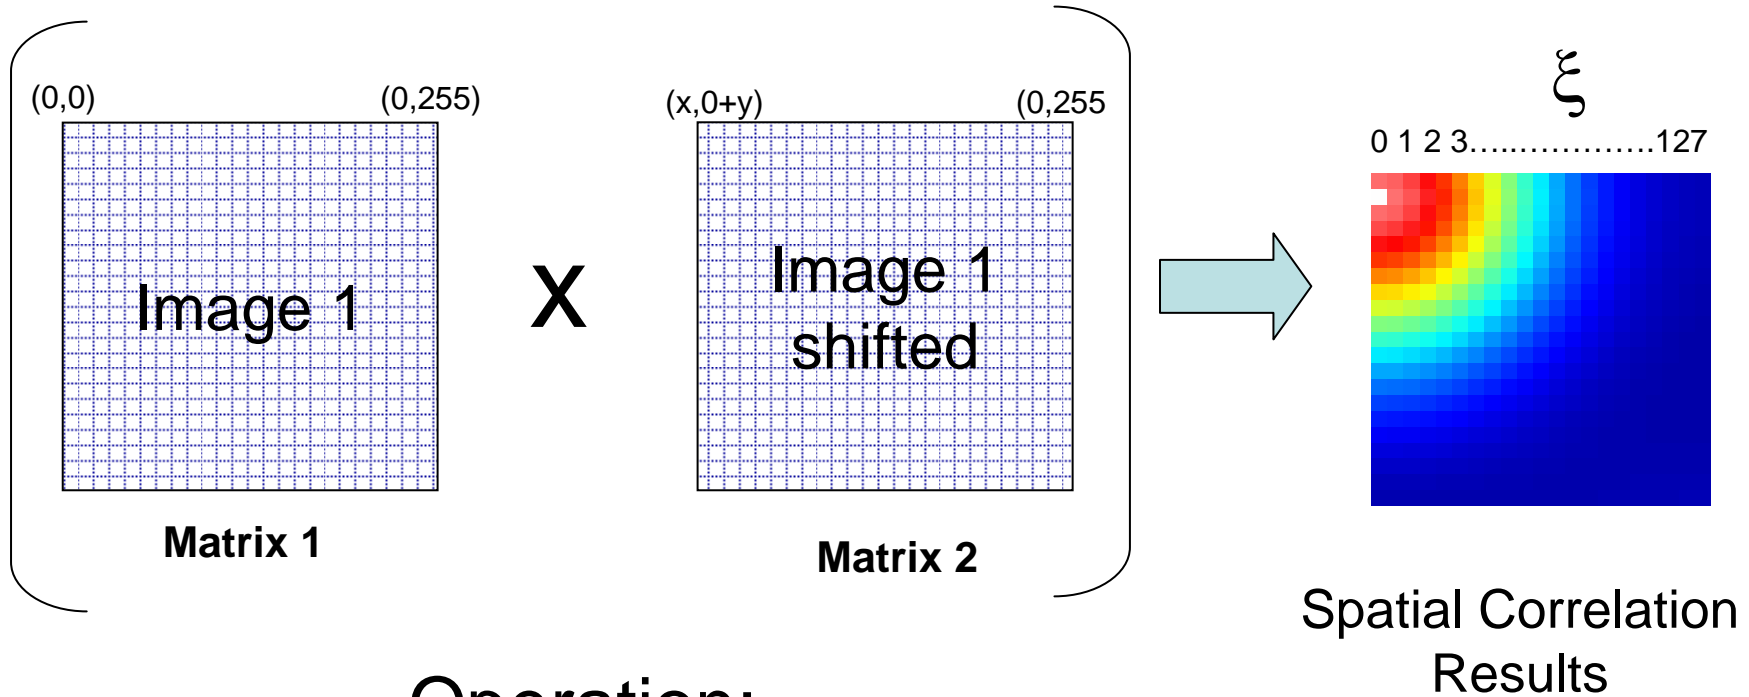 ξ
(0,0) (0,255) (x,0+y) (0,255
0 1 2 3…..………….127
Image 1 x Image 1
shifted
Matrix 1 Matrix 2
Spatial Correlation
Results
Operation: